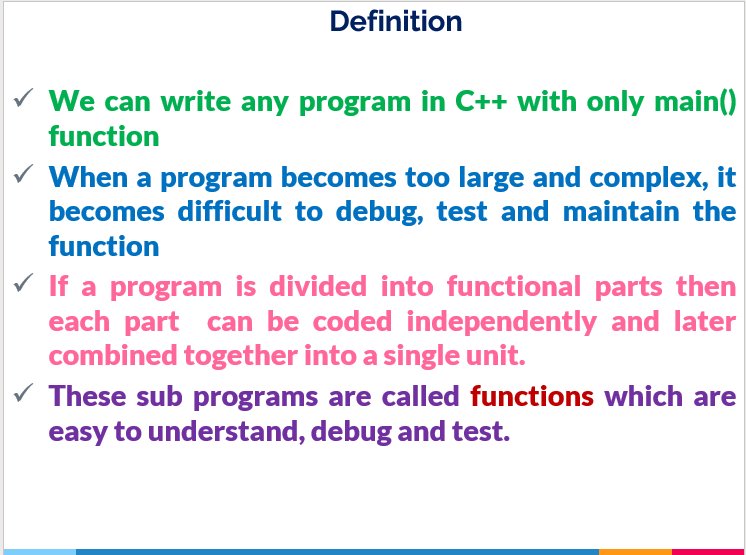 Definition
✓ We can write any program in C++ with only main()
function
✓ When a program becomes too large and complex, it
becomes difficult to debug, test and maintain the
function
✓ If a program is divided into functional parts then
each part can be coded independently and later
combined together into a single unit.
✓ These sub programs are called functions which are
easy to understand, debug and test.